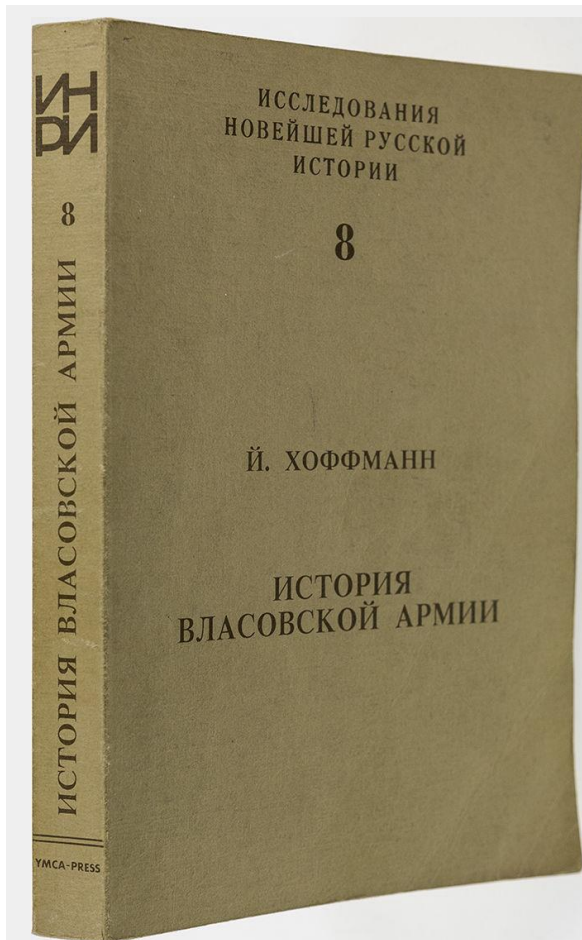 ИССЛЕДОВАНИЯ
НОВЕЙШЕЙ РУССКОЙ
ИСТОРИИ
8
Й. ХОФФМАНН
ИСТОРИЯ
ВЛАСОВСКОЙ АРМИИ
ИН
РИ
8
ИСТОРИЯ ВЛАСОВСКОЙ АРМИИ
YMCA-PRESS